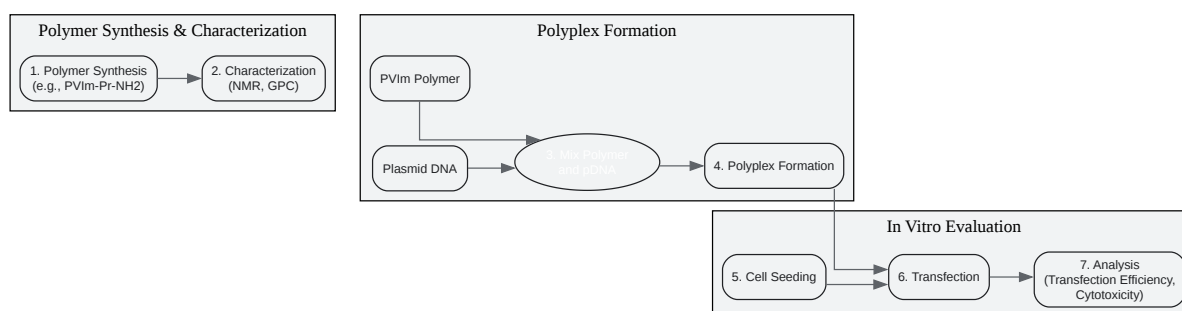 Polymer Synthesis & Characterization
1. Polymer Synthesis
(e.g., PVIm-Pr-NH2)
2. Characterization
(NMR, GPC)
Polyplex Formation
PVIm Polymer
Plasmid DNA
3. Mix Polymer
and pDNA
4. Polyplex Formation
In Vitro Evaluation
5. Cell Seeding
6. Transfection
7. Analysis
(Transfection Efficiency,
Cytotoxicity)